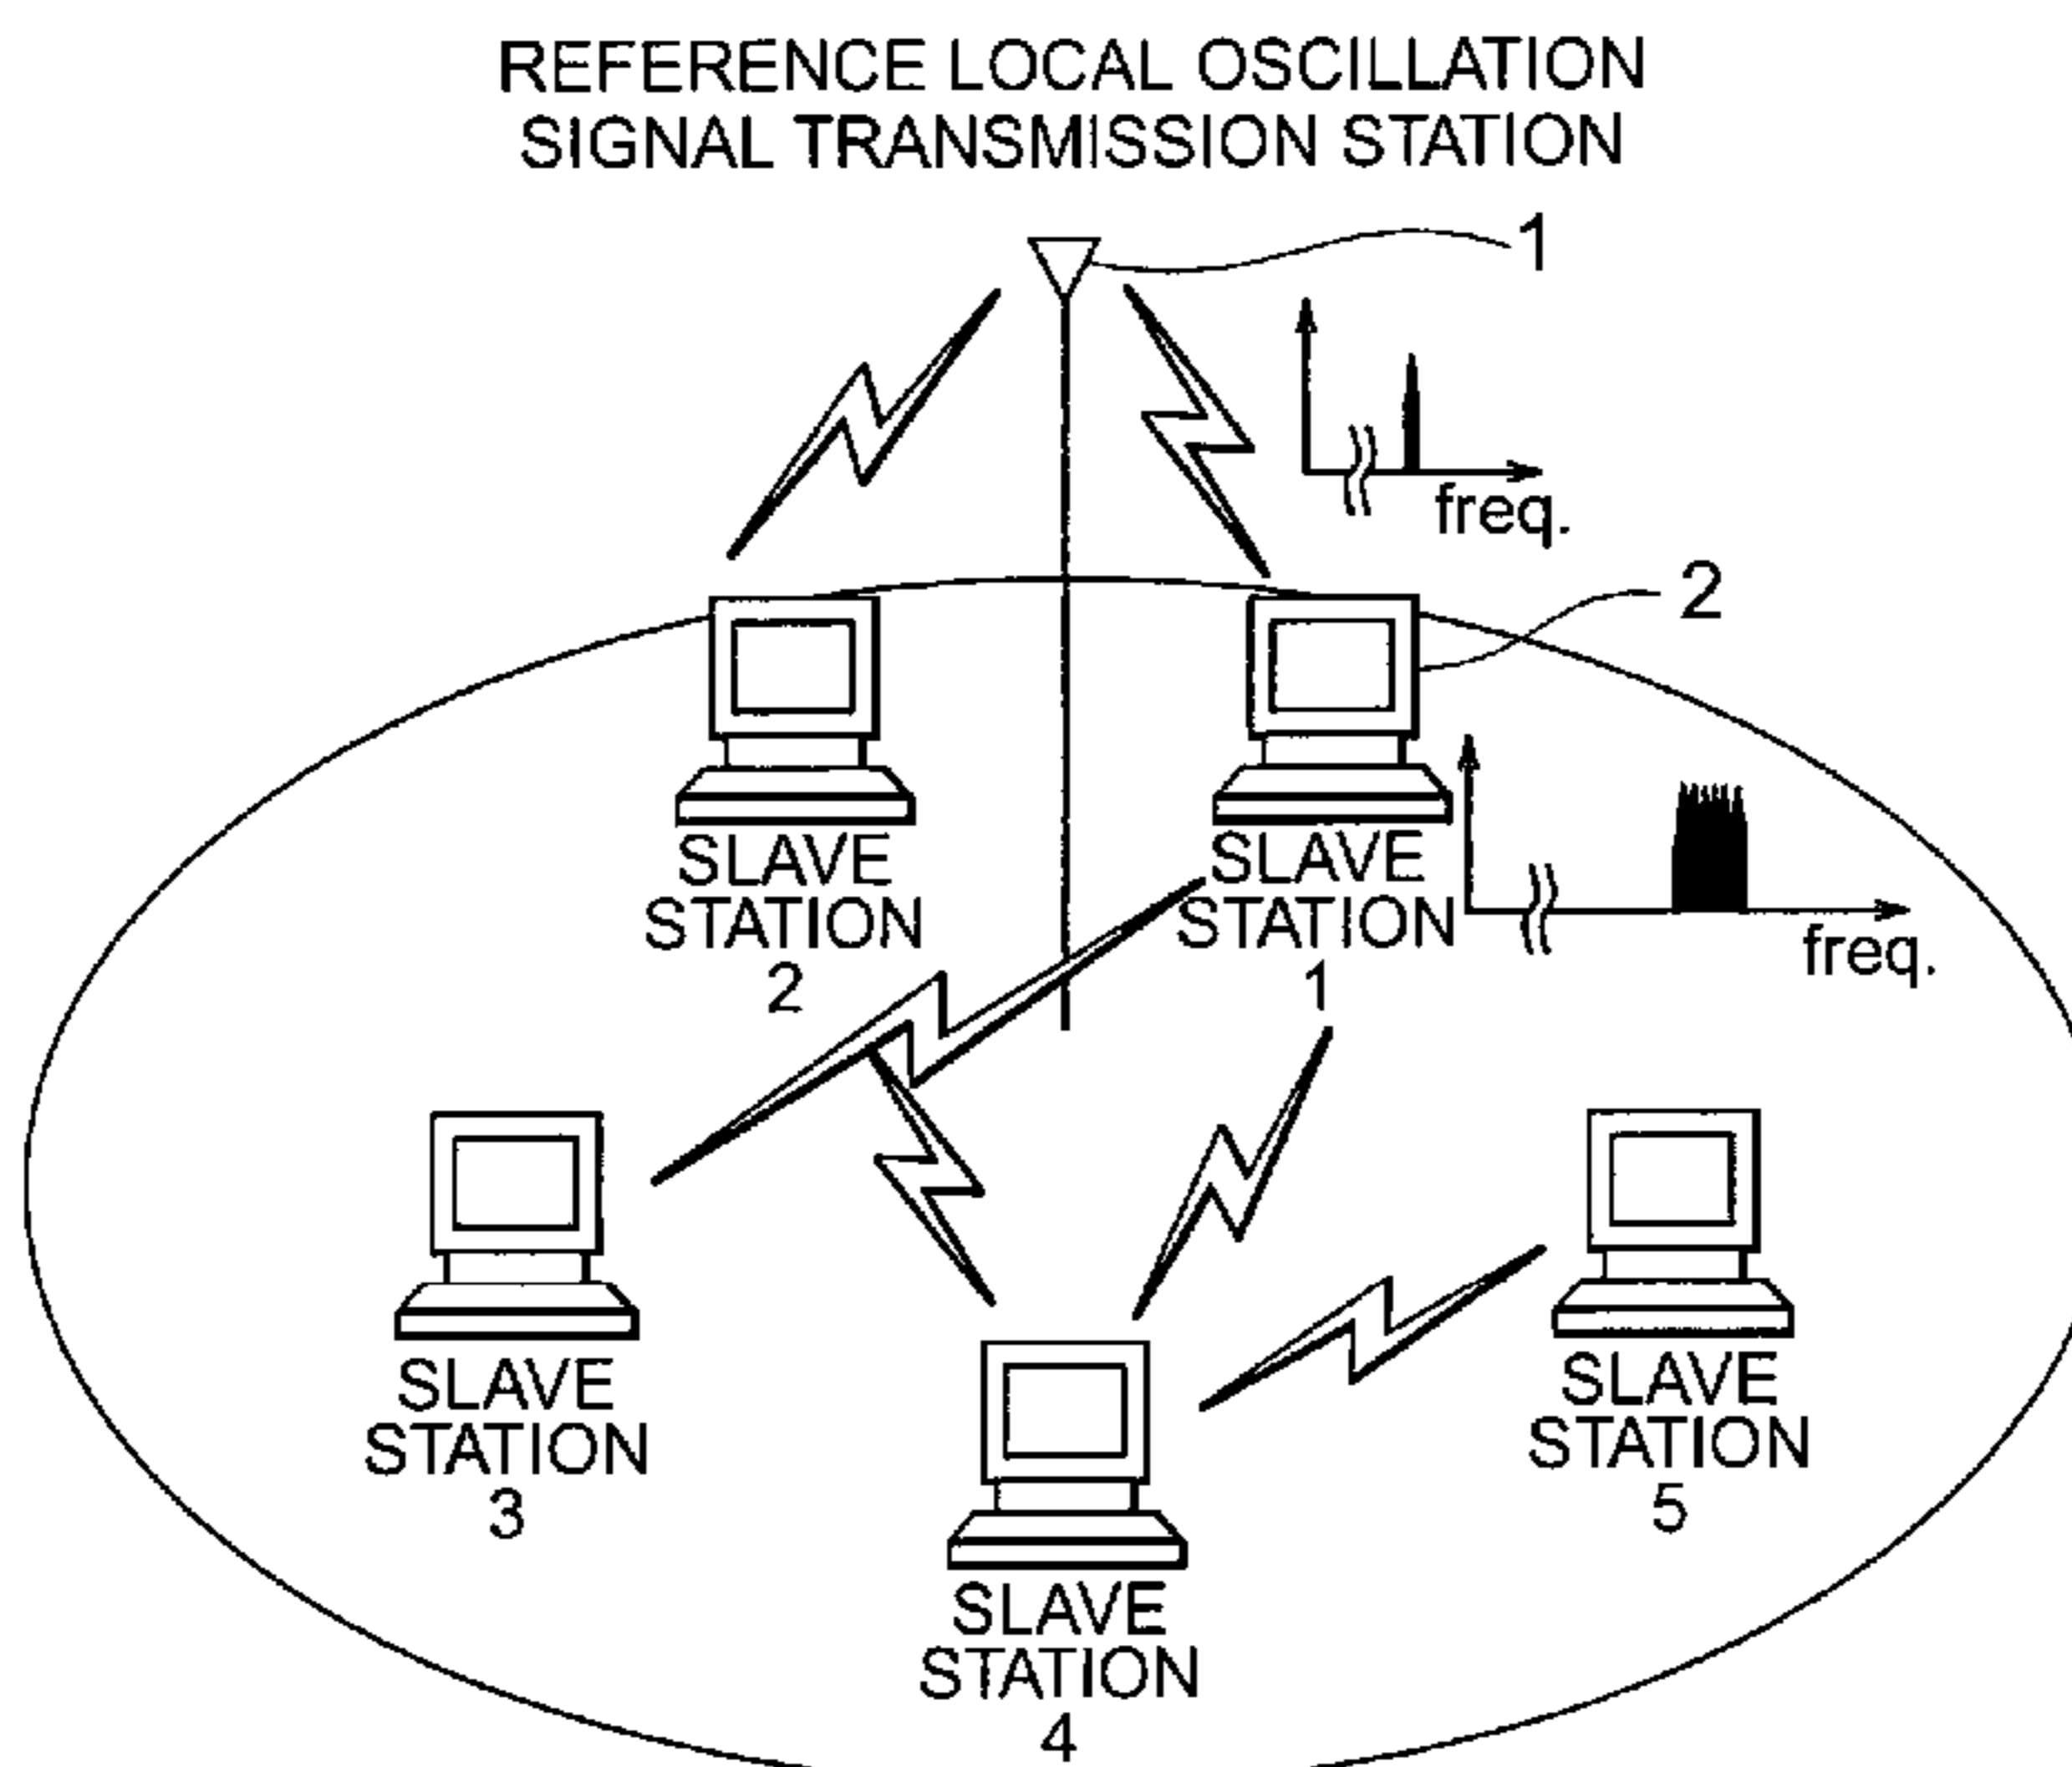 REFERENCE LOCAL OSCILLATION
SIGNAL TRANSMISSION STATION
1
freq.
2
SLAVE
STATION
2
SLAVE
STATION
1
freq.
SLAVE
STATION
3
SLAVE
STATION
4
SLAVE
STATION
5